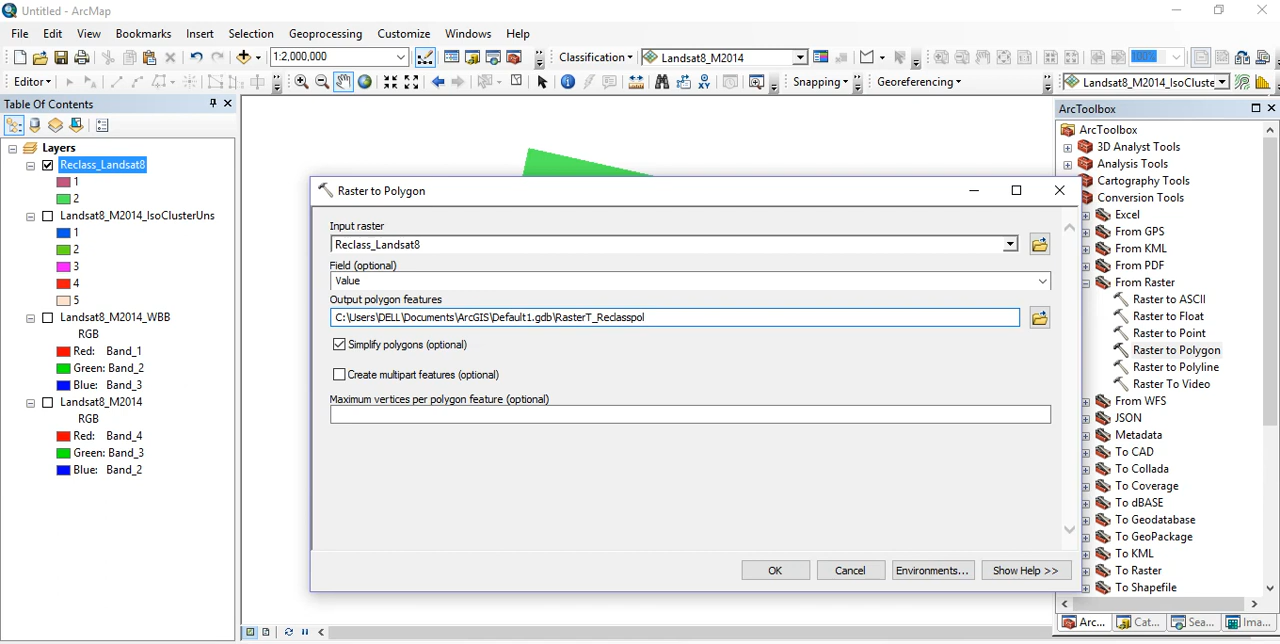 Untitled - ArcMap
File Edit View Bookmarks Insert Selection Geoprocessing Customize Windows Help
1:2,000,000 Classification Landsat8_M2014 100%
Editor Snapping Georeferencing Landsat8_M2014_IsoCluste
Table Of Contents
Layers
Reclass_Landsat8
1
2
Landsat8_M2014_IsoClusterUns
1
2
3
4
5
Landsat8_M2014_WBB
RGB
Red: Band_1
Green: Band_2
Blue: Band_3
Landsat8_M2014
RGB
Red: Band_4
Green: Band_3
Blue: Band_2
Raster to Polygon
Input raster
Reclass_Landsat8
Field (optional)
Value
Output polygon features
C:\Users\DELL\Documents\ArcGIS\Default1.gdb\RasterT_Reclasspol
Simplify polygons (optional)
Create multipart features (optional)
Maximum vertices per polygon feature (optional)
OK Cancel Environments... Show Help >>
ArcToolbox
ArcToolbox
3D Analyst Tools
Analysis Tools
Cartography Tools
Conversion Tools
Excel
From GPS
From KML
From PDF
From Raster
Raster to ASCII
Raster to Float
Raster to Point
Raster to Polygon
Raster to Polyline
Raster To Video
From WFS
JSON
Metadata
To CAD
To Collada
To Coverage
To dBASE
To Geodatabase
To GeoPackage
To KML
To Raster
To Shapefile
Arc... Cat... Sea... Ima...